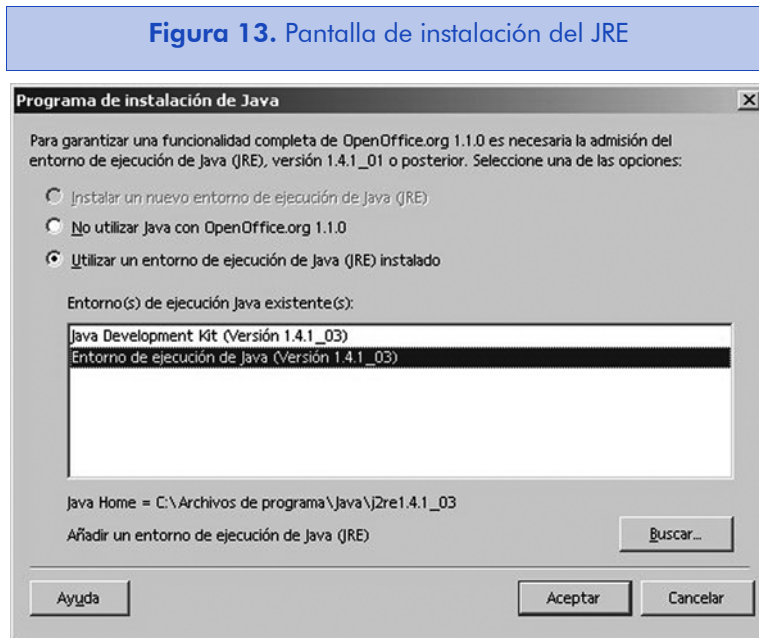 Figura 13. Pantalla de instalación del JRE
Programa de instalación de Java
Para garantizar una funcionalidad completa de OpenOffice.org 1.1.0 es necesaria la admisión del
entorno de ejecución de Java (JRE), versión 1.4.1_01 o posterior. Seleccione una de las opciones:
Instalar un nuevo entorno de ejecución de Java (JRE)
No utilizar Java con OpenOffice.org 1.1.0
Utilizar un entorno de ejecución de Java (JRE) instalado
Entorno(s) de ejecución Java existente(s):
Java Development Kit (Versión 1.4.1_03)
Entorno de ejecución de Java (Versión 1.4.1_03)
Java Home = C:\Archivos de programa\Java\j2re1.4.1_03
Añadir un entorno de ejecución de Java (JRE) Buscar...
Ayuda Aceptar Cancelar